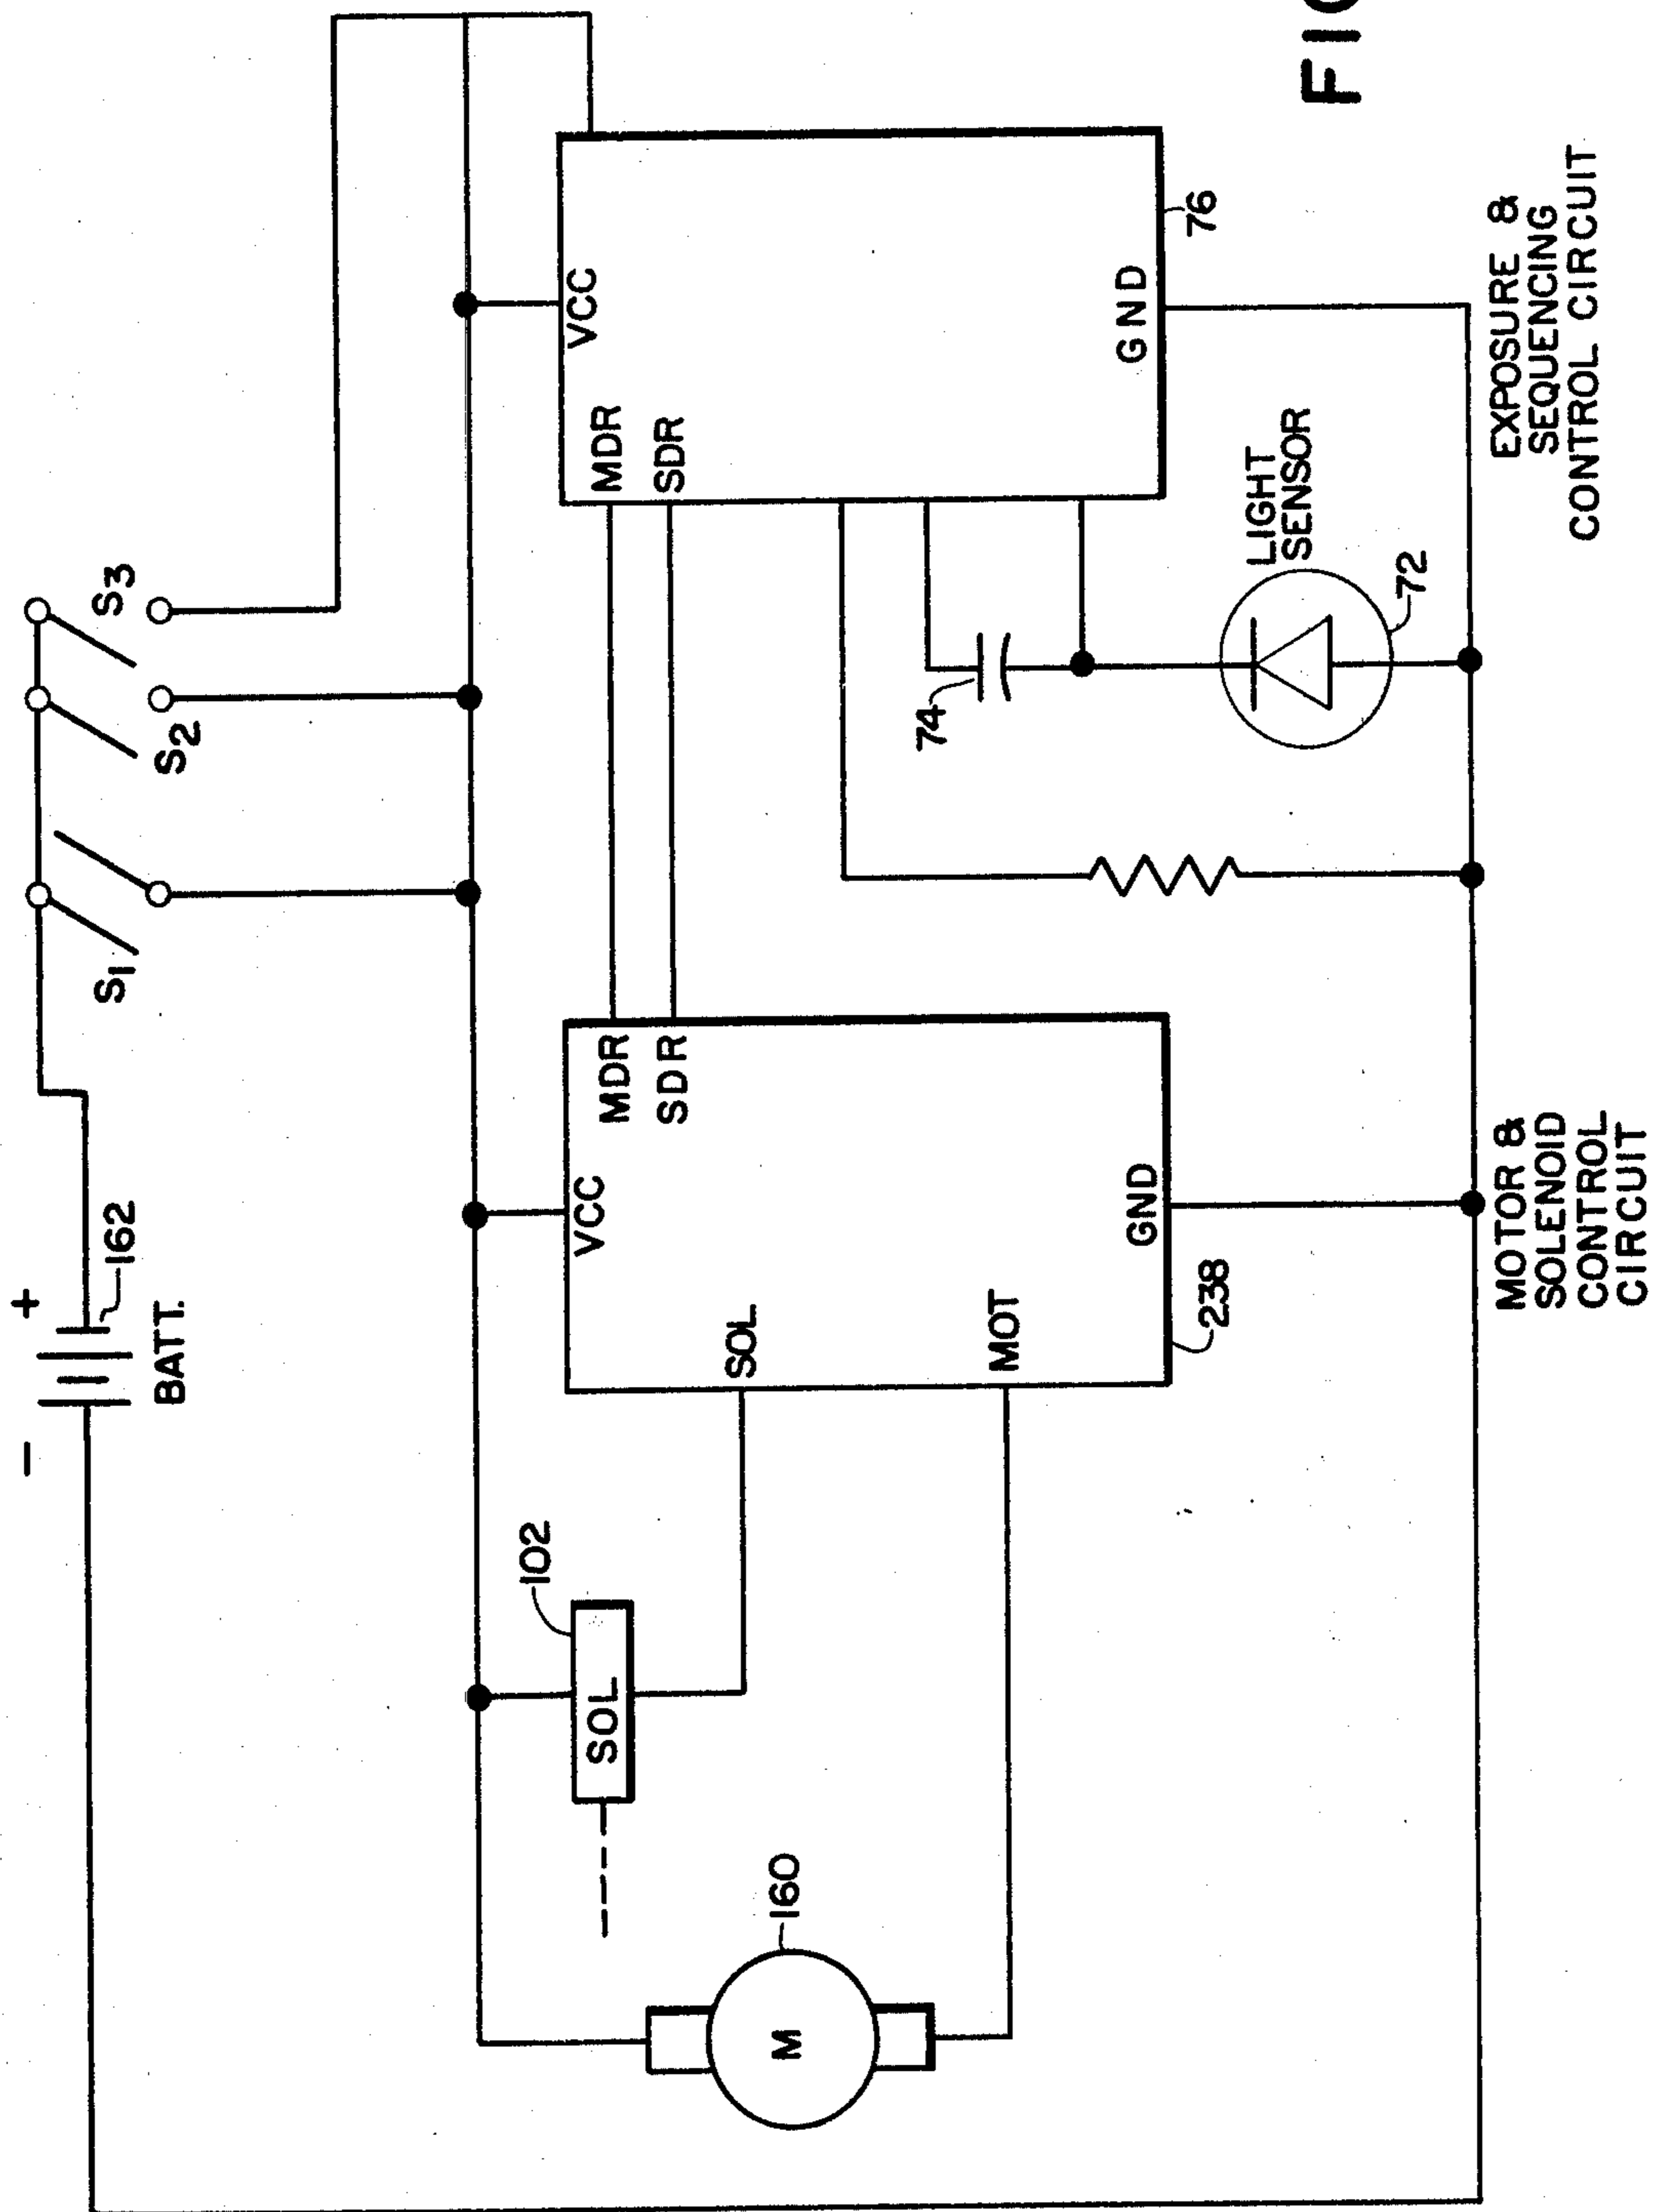 FIG
− +
162
BATT.
S1
S2
S3
102
SOL
160
M
VCC
MDR
SDR
SOL
MOT
GND
238
VCC
MDR
SDR
GND
76
74
LIGHT
SENSOR
72
MOTOR &
SOLENOID
CONTROL
CIRCUIT
EXPOSURE &
SEQUENCING
CONTROL CIRCUIT